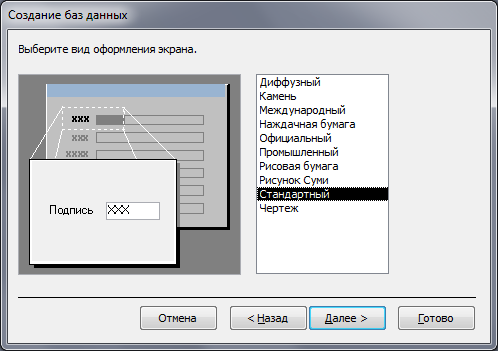 Создание баз данных
Выберите вид оформления экрана.
xxx
xxx
xxxx
Подпись XXX
Диффузный
Камень
Международный
Наждачная бумага
Официальный
Промышленный
Рисовая бумага
Рисунок Суми
Стандартный
Чертеж
Отмена < Назад Далее > Готово